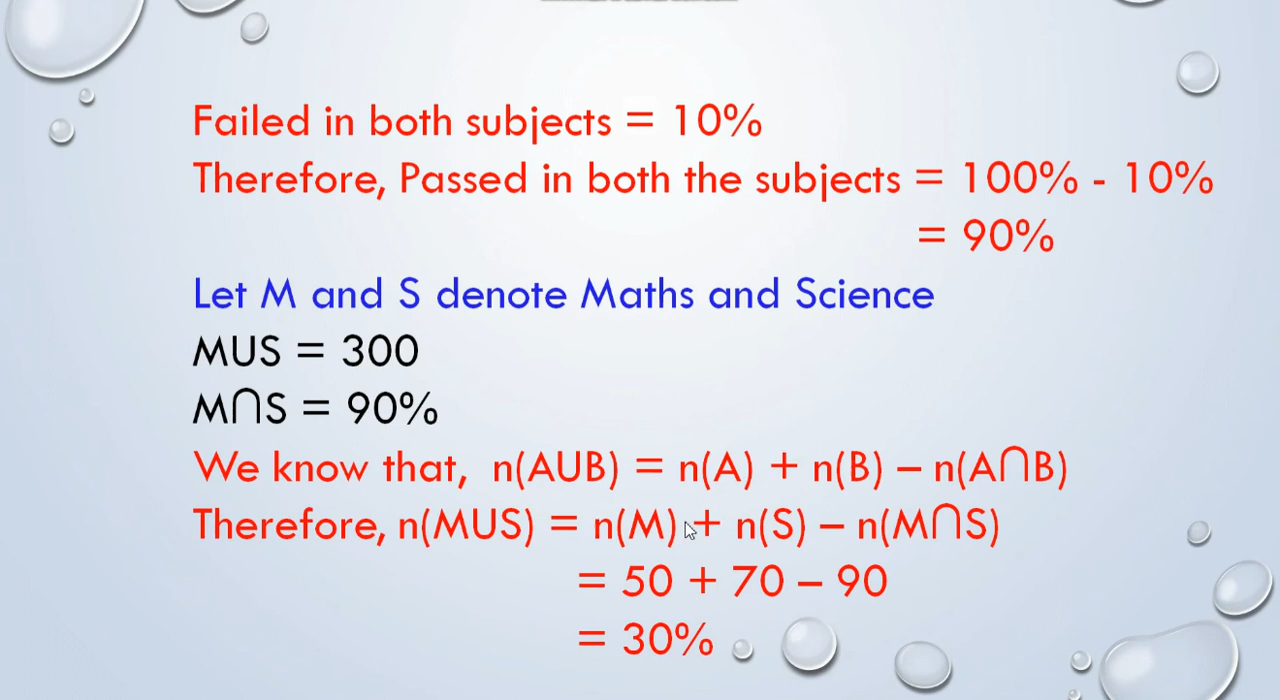 Failed in both subjects = 10%
Therefore, Passed in both the subjects = 100% - 10%
= 90%
Let M and S denote Maths and Science
MUS = 300
M∩S = 90%
We know that, n(AUB) = n(A) + n(B) – n(A∩B)
Therefore, n(MUS) = n(M) + n(S) – n(M∩S)
= 50 + 70 – 90
= 30%